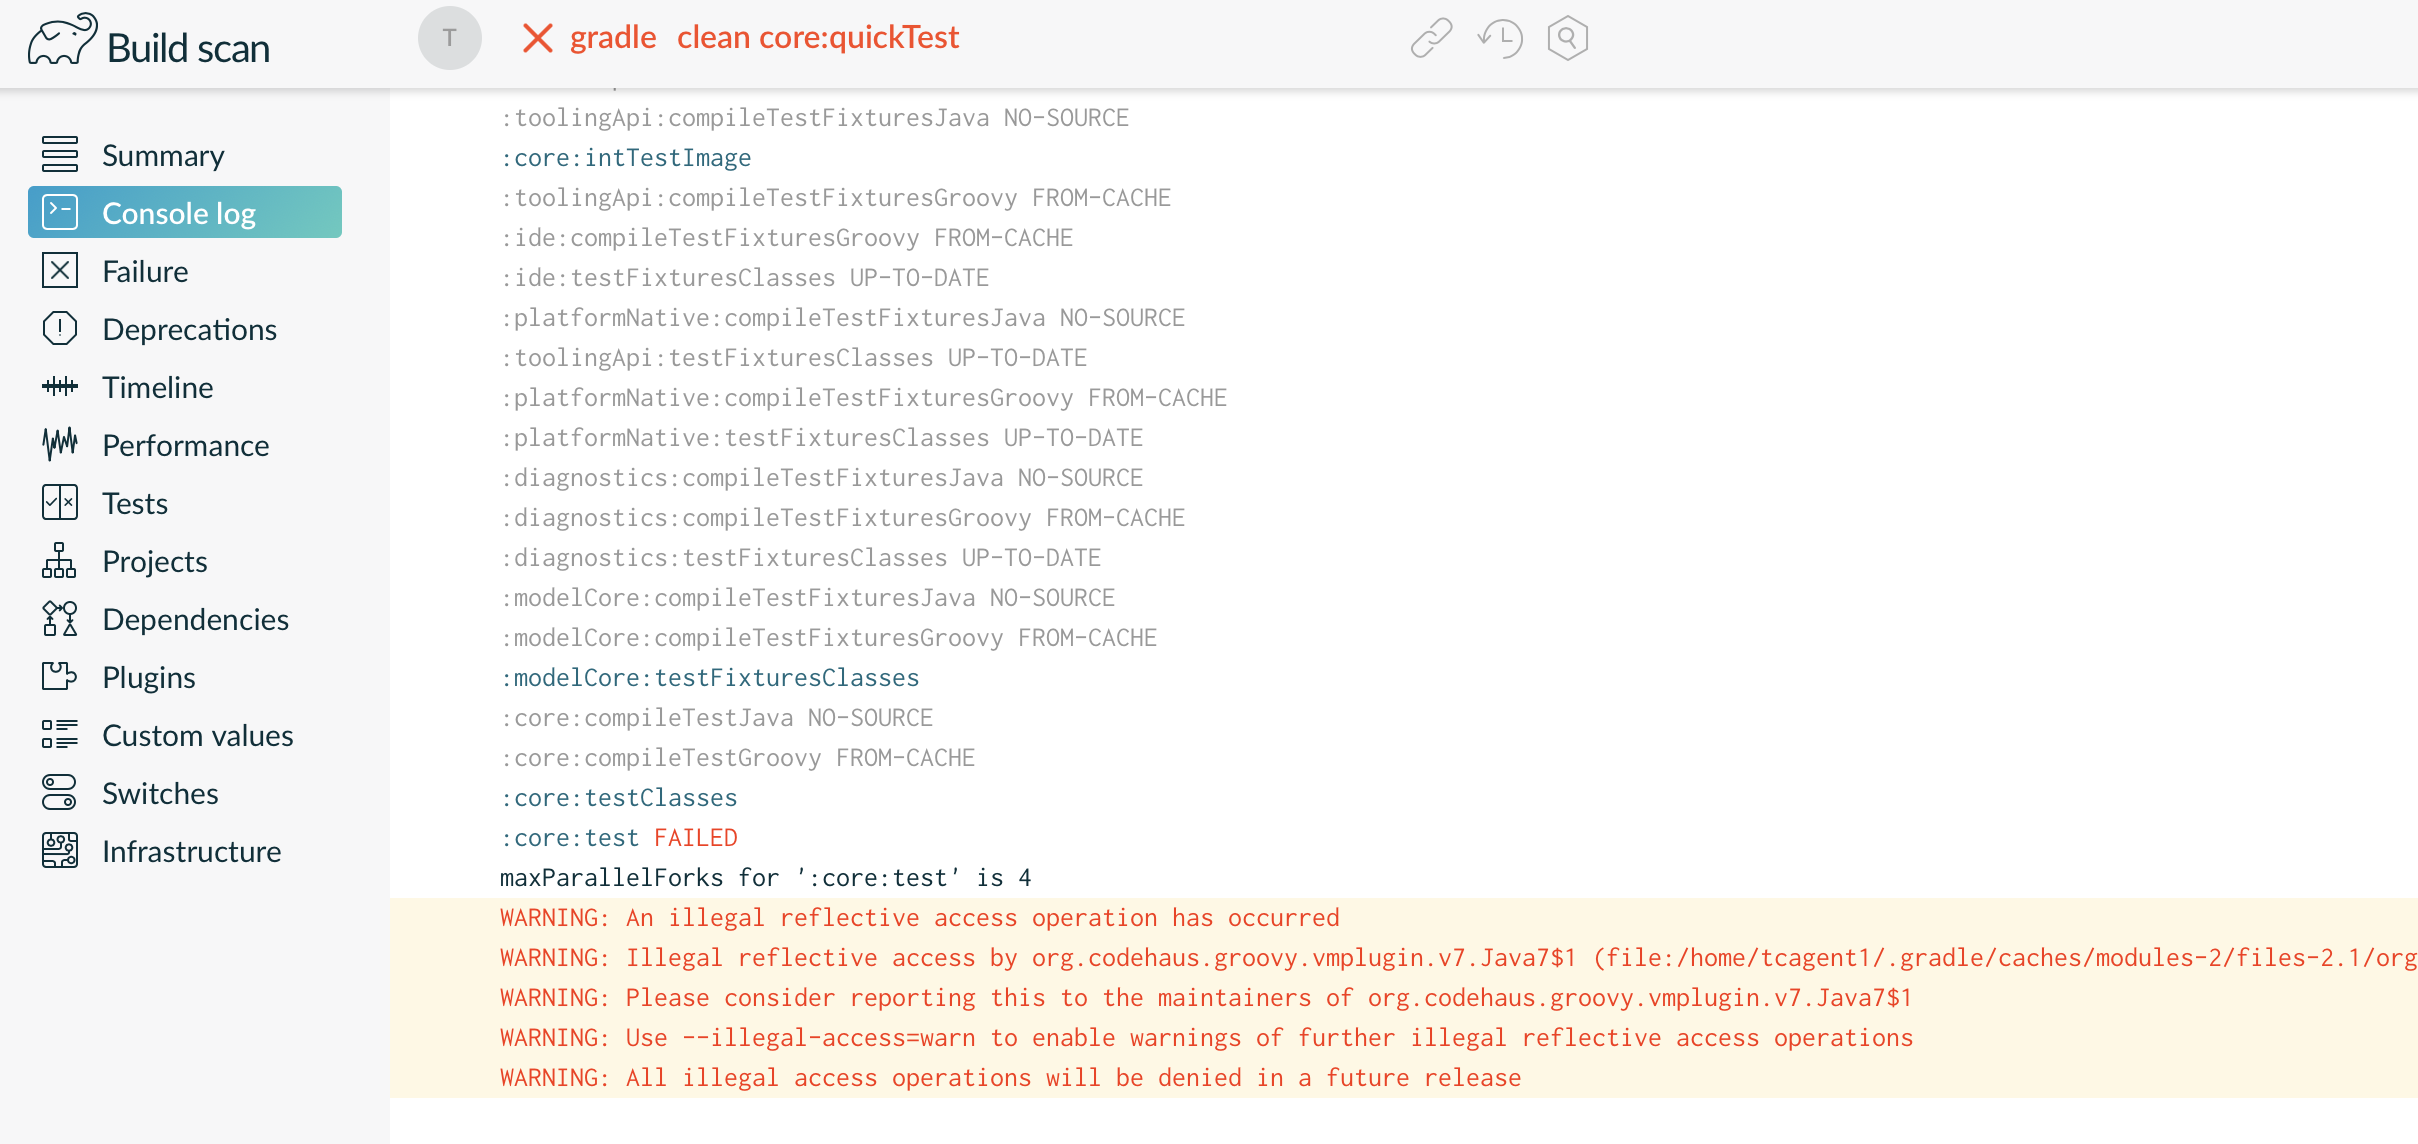 Build scan
T
gradle clean core:quickTest
Summary
Console log
Failure
Deprecations
Timeline
Performance
Tests
Projects
Dependencies
Plugins
Custom values
Switches
Infrastructure
:toolingApi:compileTestFixturesJava NO-SOURCE
:core:intTestImage
:toolingApi:compileTestFixturesGroovy FROM-CACHE
:ide:compileTestFixturesGroovy FROM-CACHE
:ide:testFixturesClasses UP-TO-DATE
:platformNative:compileTestFixturesJava NO-SOURCE
:toolingApi:testFixturesClasses UP-TO-DATE
:platformNative:compileTestFixturesGroovy FROM-CACHE
:platformNative:testFixturesClasses UP-TO-DATE
:diagnostics:compileTestFixturesJava NO-SOURCE
:diagnostics:compileTestFixturesGroovy FROM-CACHE
:diagnostics:testFixturesClasses UP-TO-DATE
:modelCore:compileTestFixturesJava NO-SOURCE
:modelCore:compileTestFixturesGroovy FROM-CACHE
:modelCore:testFixturesClasses
:core:compileTestJava NO-SOURCE
:core:compileTestGroovy FROM-CACHE
:core:testClasses
:core:test FAILED
maxParallelForks for ':core:test' is 4
WARNING: An illegal reflective access operation has occurred
WARNING: Illegal reflective access by org.codehaus.groovy.vmplugin.v7.Java7$1 (file:/home/tcagent1/.gradle/caches/modules-2/files-2.1/org
WARNING: Please consider reporting this to the maintainers of org.codehaus.groovy.vmplugin.v7.Java7$1
WARNING: Use --illegal-access=warn to enable warnings of further illegal reflective access operations
WARNING: All illegal access operations will be denied in a future release